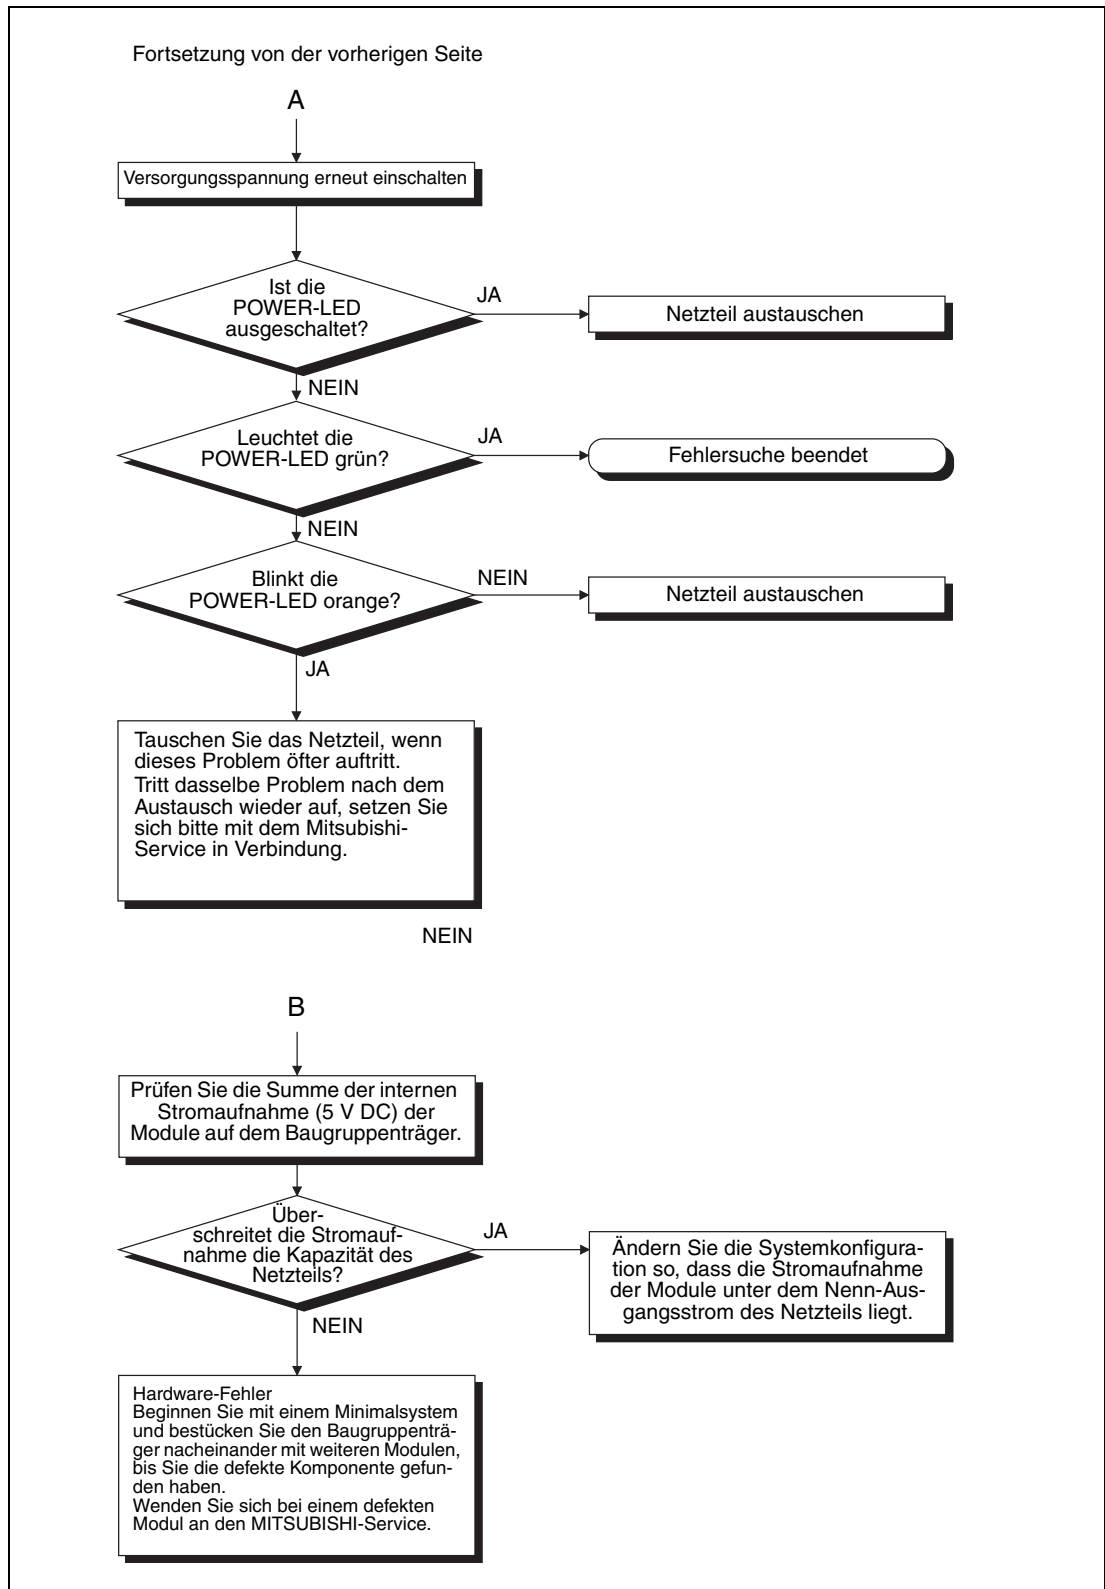 Fortsetzung von der vorherigen Seite
A
Versorgungsspannung erneut einschalten
Ist die
POWER-LED
ausgeschaltet?
JA
Netzteil austauschen
NEIN
Leuchtet die
POWER-LED grün?
JA
Fehlersuche beendet
NEIN
Blinkt die
POWER-LED orange?
NEIN
Netzteil austauschen
JA
Tauschen Sie das Netzteil, wenn
dieses Problem öfter auftritt.
Tritt dasselbe Problem nach dem
Austausch wieder auf, setzen Sie
sich bitte mit dem Mitsubishi-
Service in Verbindung.
NEIN
B
Prüfen Sie die Summe der internen
Stromaufnahme (5 V DC) der
Module auf dem Baugruppenträger.
Über-
schreitet die Stromauf-
nahme die Kapazität des
Netzteils?
JA
Ändern Sie die Systemkonfigura-
tion so, dass die Stromaufnahme
der Module unter dem Nenn-Aus-
gangsstrom des Netzteils liegt.
NEIN
Hardware-Fehler
Beginnen Sie mit einem Minimalsystem
und bestücken Sie den Baugruppenträ-
ger nacheinander mit weiteren Modulen,
bis Sie die defekte Komponente gefun-
den haben.
Wenden Sie sich bei einem defekten
Modul an den MITSUBISHI-Service.